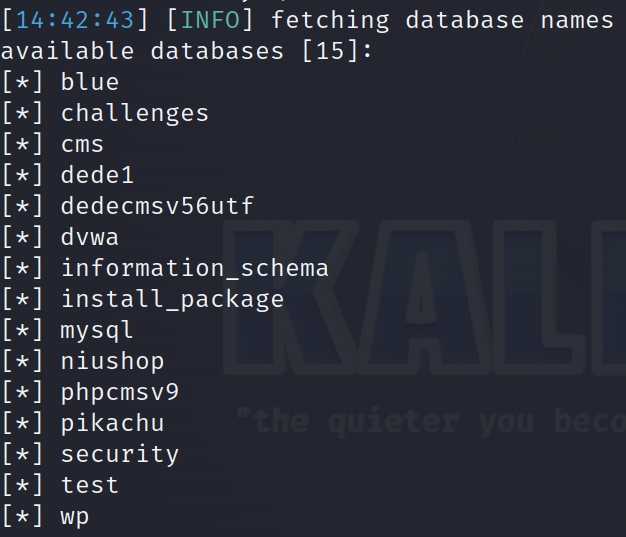 [14:42:43] [INFO] fetching database names
available databases [15]:
[*] blue
[*] challenges
[*] cms
[*] dede1
[*] dedecmsv56utf
[*] dvwa
[*] information_schema
[*] install_package
[*] mysql
[*] niushop
[*] phpcmsv9
[*] pikachu
[*] security
[*] test
[*] wp
KALI
"the quieter you beco